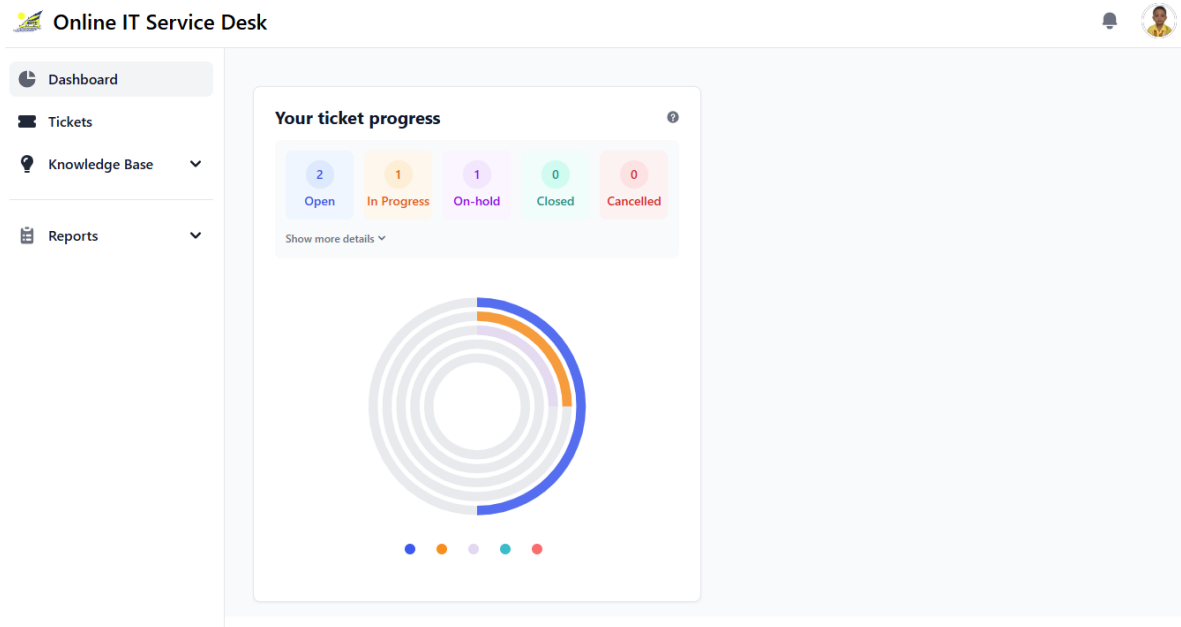 Online IT Service Desk
Dashboard
Tickets
Knowledge Base
Reports
Your ticket progress
?
2 1 1 0 0
Open In Progress On-hold Closed Cancelled
Show more details